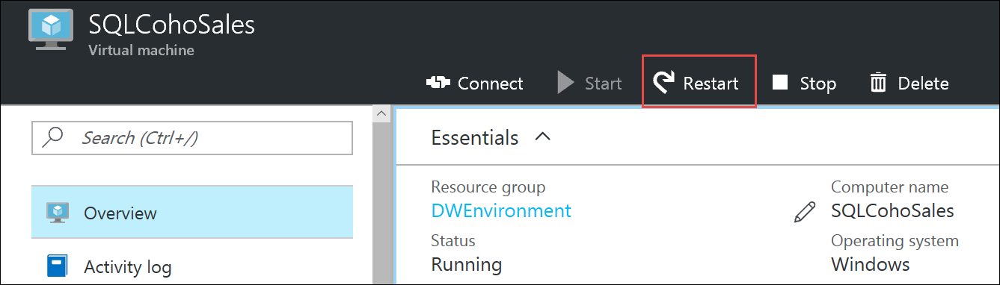 SQLCohoSales
Virtual machine
Connect Start Restart Stop Delete
Search (Ctrl+/)
Essentials
Overview
Activity log
Resource group
DWEnvironment
Status
Running
Computer name
SQLCohoSales
Operating system
Windows